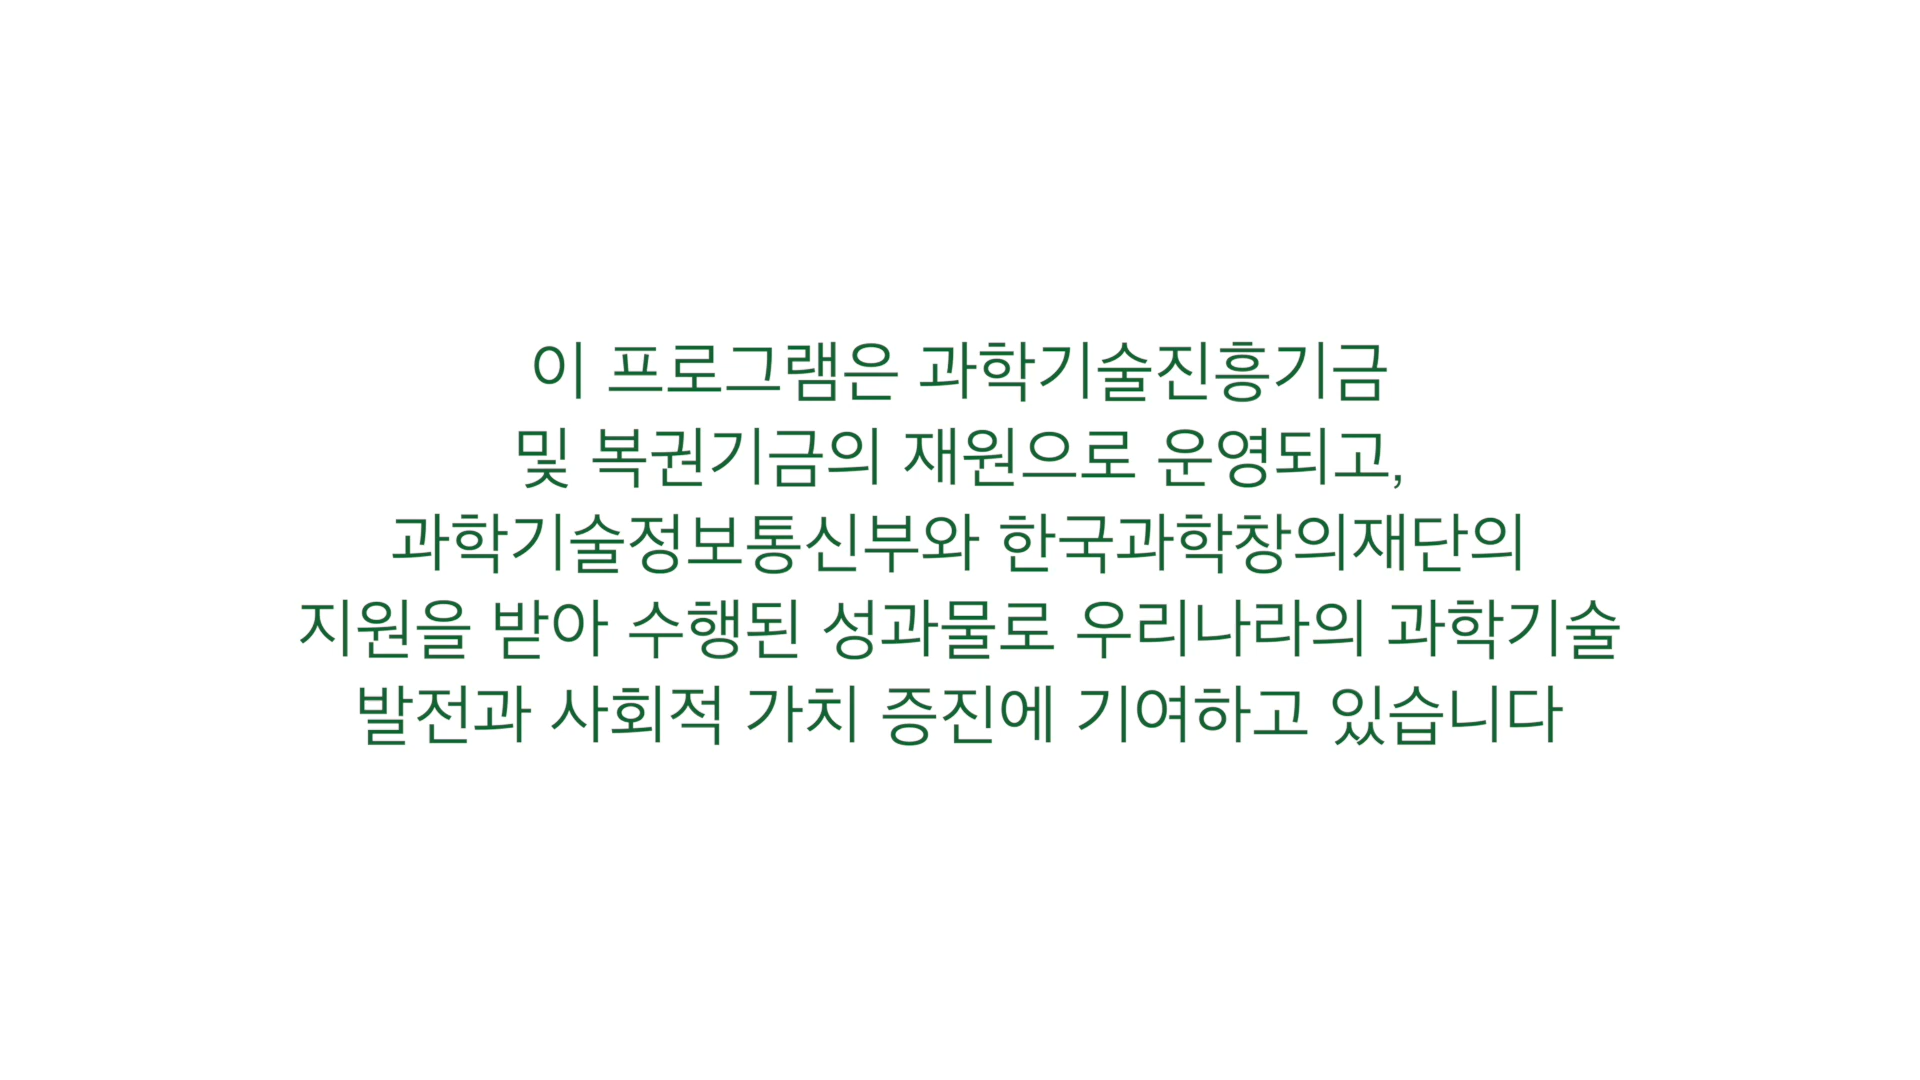 이 프로그램은 과학기술진흥기금
및 복권기금의 재원으로 운영되고,
과학기술정보통신부와 한국과학창의재단의
지원을 받아 수행된 성과물로 우리나라의 과학기술
발전과 사회적 가치 증진에 기여하고 있습니다